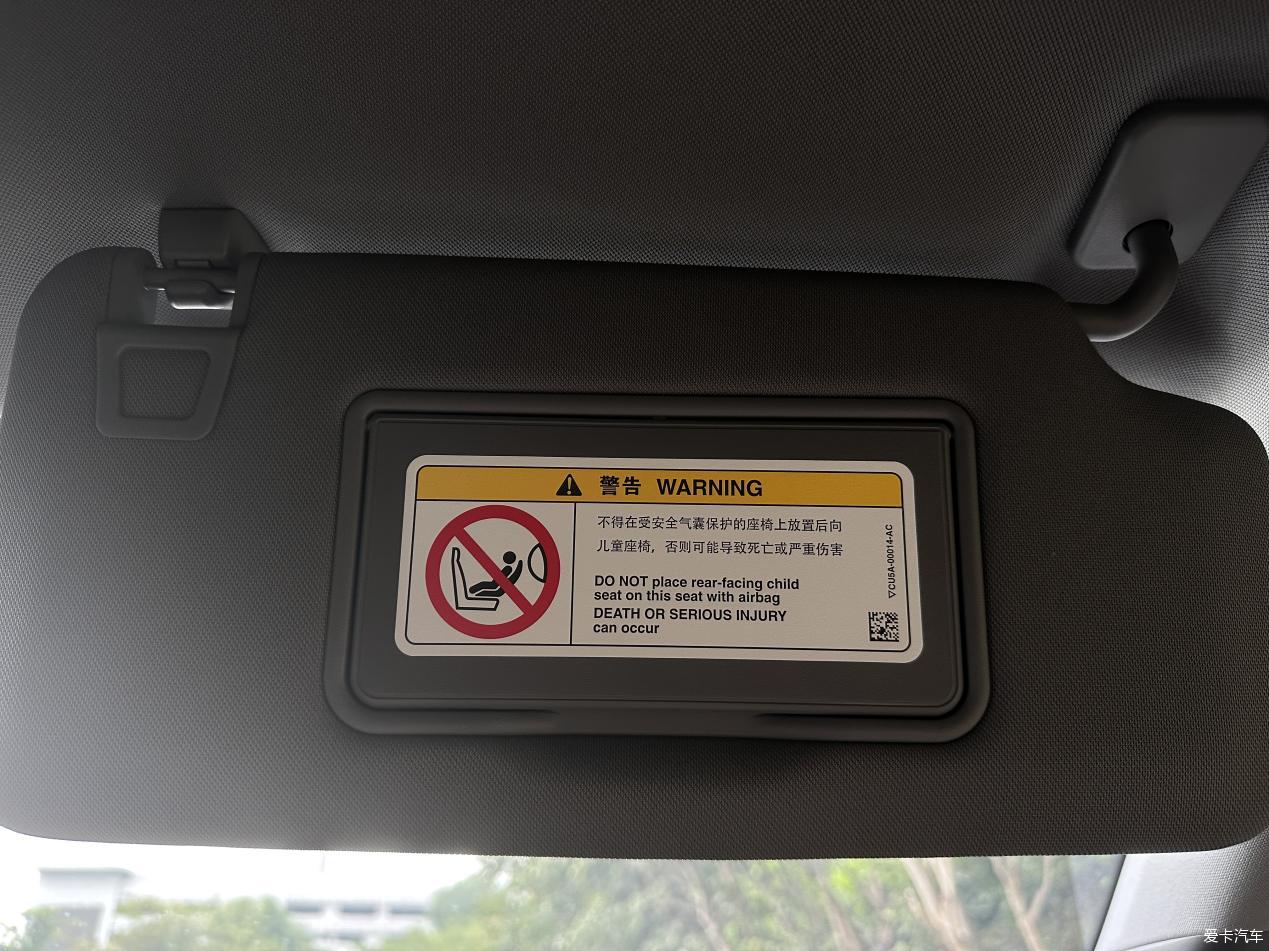 警告 WARNING
不得在受安全气囊保护的座椅上放置后向
儿童座椅，否则可能导致死亡或严重伤害
DO NOT place rear-facing child
seat on this seat with airbag
DEATH OR SERIOUS INJURY
can occur
▽CU5A-00014-AC
爱卡汽车